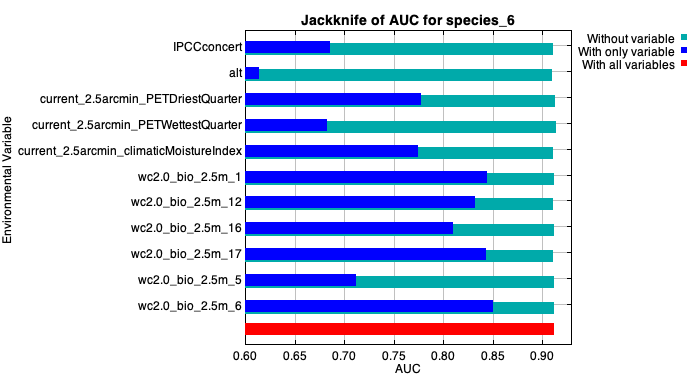 Jackknife of AUC for species_6
Without variable
With only variable
With all variables
Environmental Variable
IPCCconcert
alt
current_2.5arcmin_PETDriestQuarter
current_2.5arcmin_PETWettestQuarter
current_2.5arcmin_climaticMoistureIndex
wc2.0_bio_2.5m_1
wc2.0_bio_2.5m_12
wc2.0_bio_2.5m_16
wc2.0_bio_2.5m_17
wc2.0_bio_2.5m_5
wc2.0_bio_2.5m_6
0.60 0.65 0.70 0.75 0.80 0.85 0.90
AUC